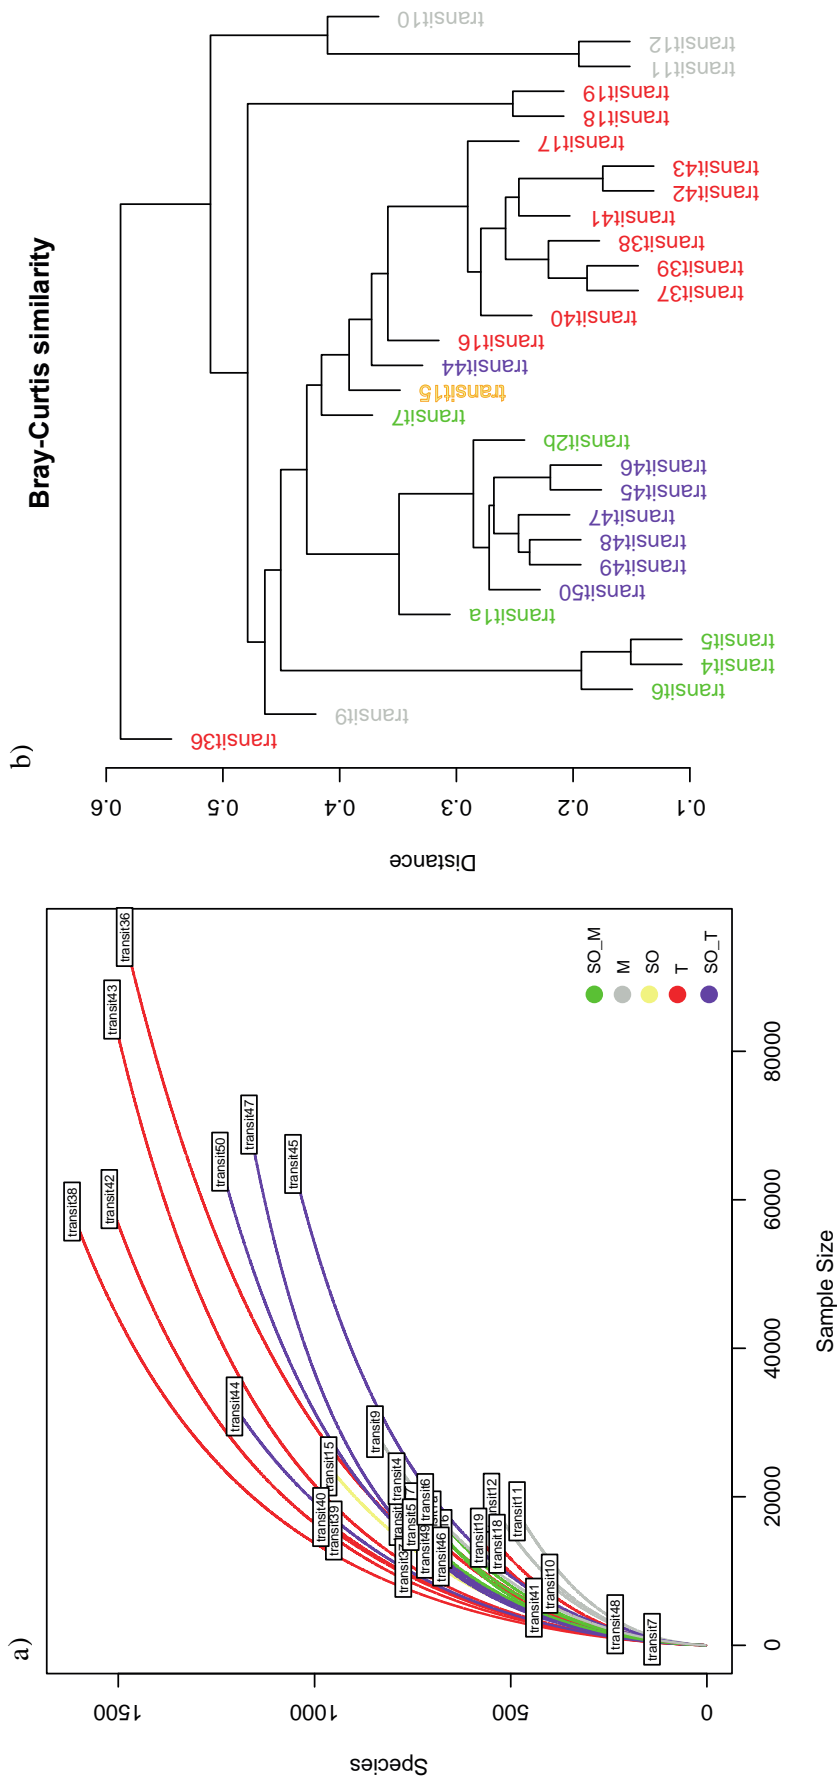 a)
Species
0
500
1000
1500
transit38
transit42
transit43
transit36
transit50
transit47
transit45
transit44
transit15
transit40
transit39
transit9
transit4
transit5
transit6
transit49
transit46
transit12
transit11
transit19
transit18
transit10
transit41
transit48
transit7
SO_M
M
SO
T
SO_T
0
20000
40000
60000
80000
Sample Size
b)
Bray-Curtis similarity
Distance
0.1
0.2
0.3
0.4
0.5
0.6
transit36
transit9
transit6
transit4
transit5
transit1a
transit50
transit49
transit48
transit47
transit45
transit46
transit2b
transit7
transit15
transit44
transit16
transit40
transit37
transit39
transit38
transit41
transit42
transit43
transit17
transit18
transit19
transit11
transit12
transit10